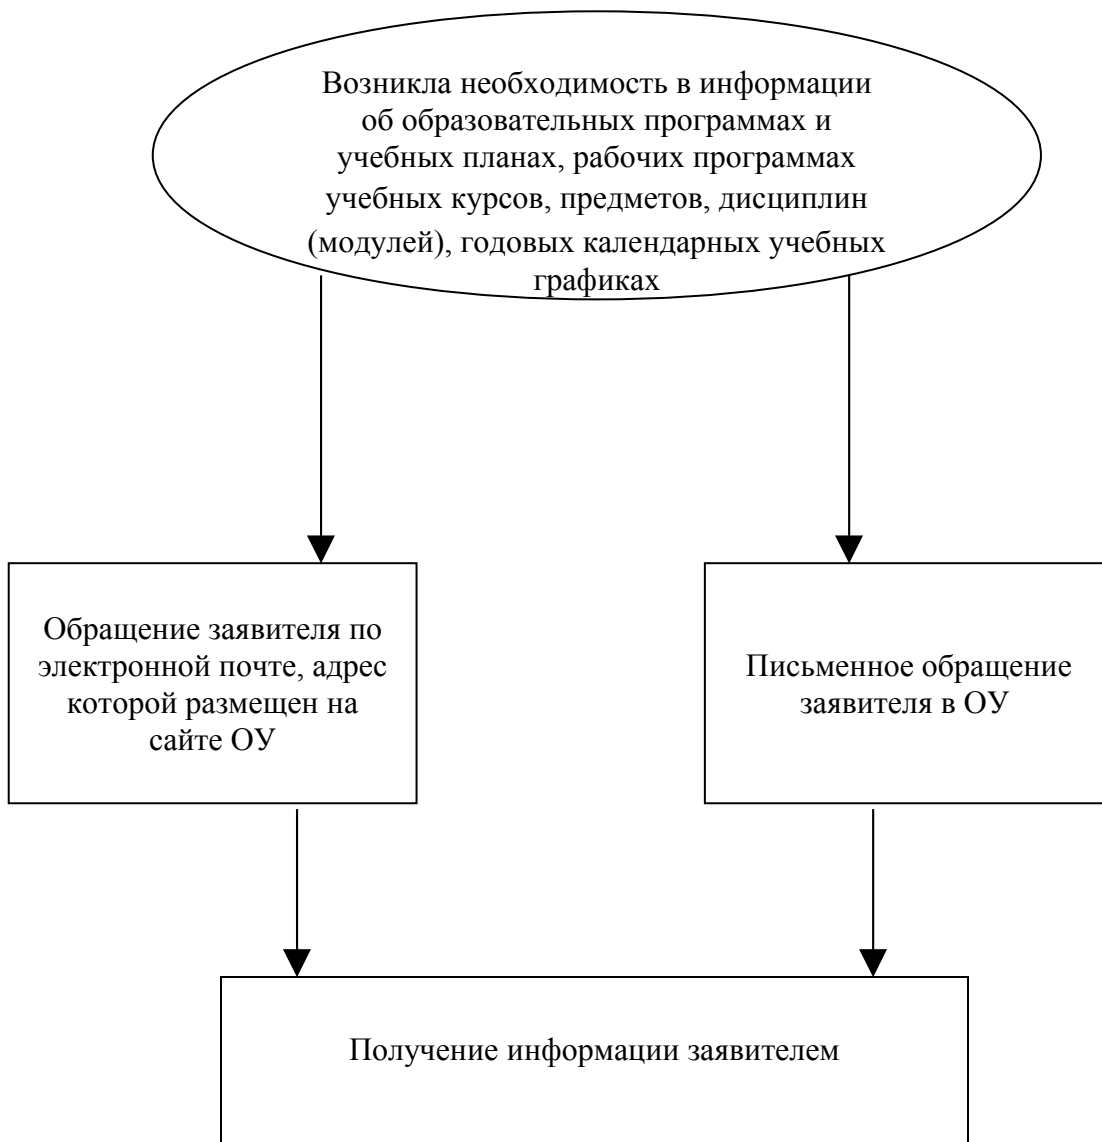 Возникла необходимость в информации
об образовательных программах и
учебных планах, рабочих программах
учебных курсов, предметов, дисциплин
(модулей), годовых календарных учебных
графиках
Обращение заявителя по
электронной почте, адрес
которой размещен на
сайте ОУ
Письменное обращение
заявителя в ОУ
Получение информации заявителем